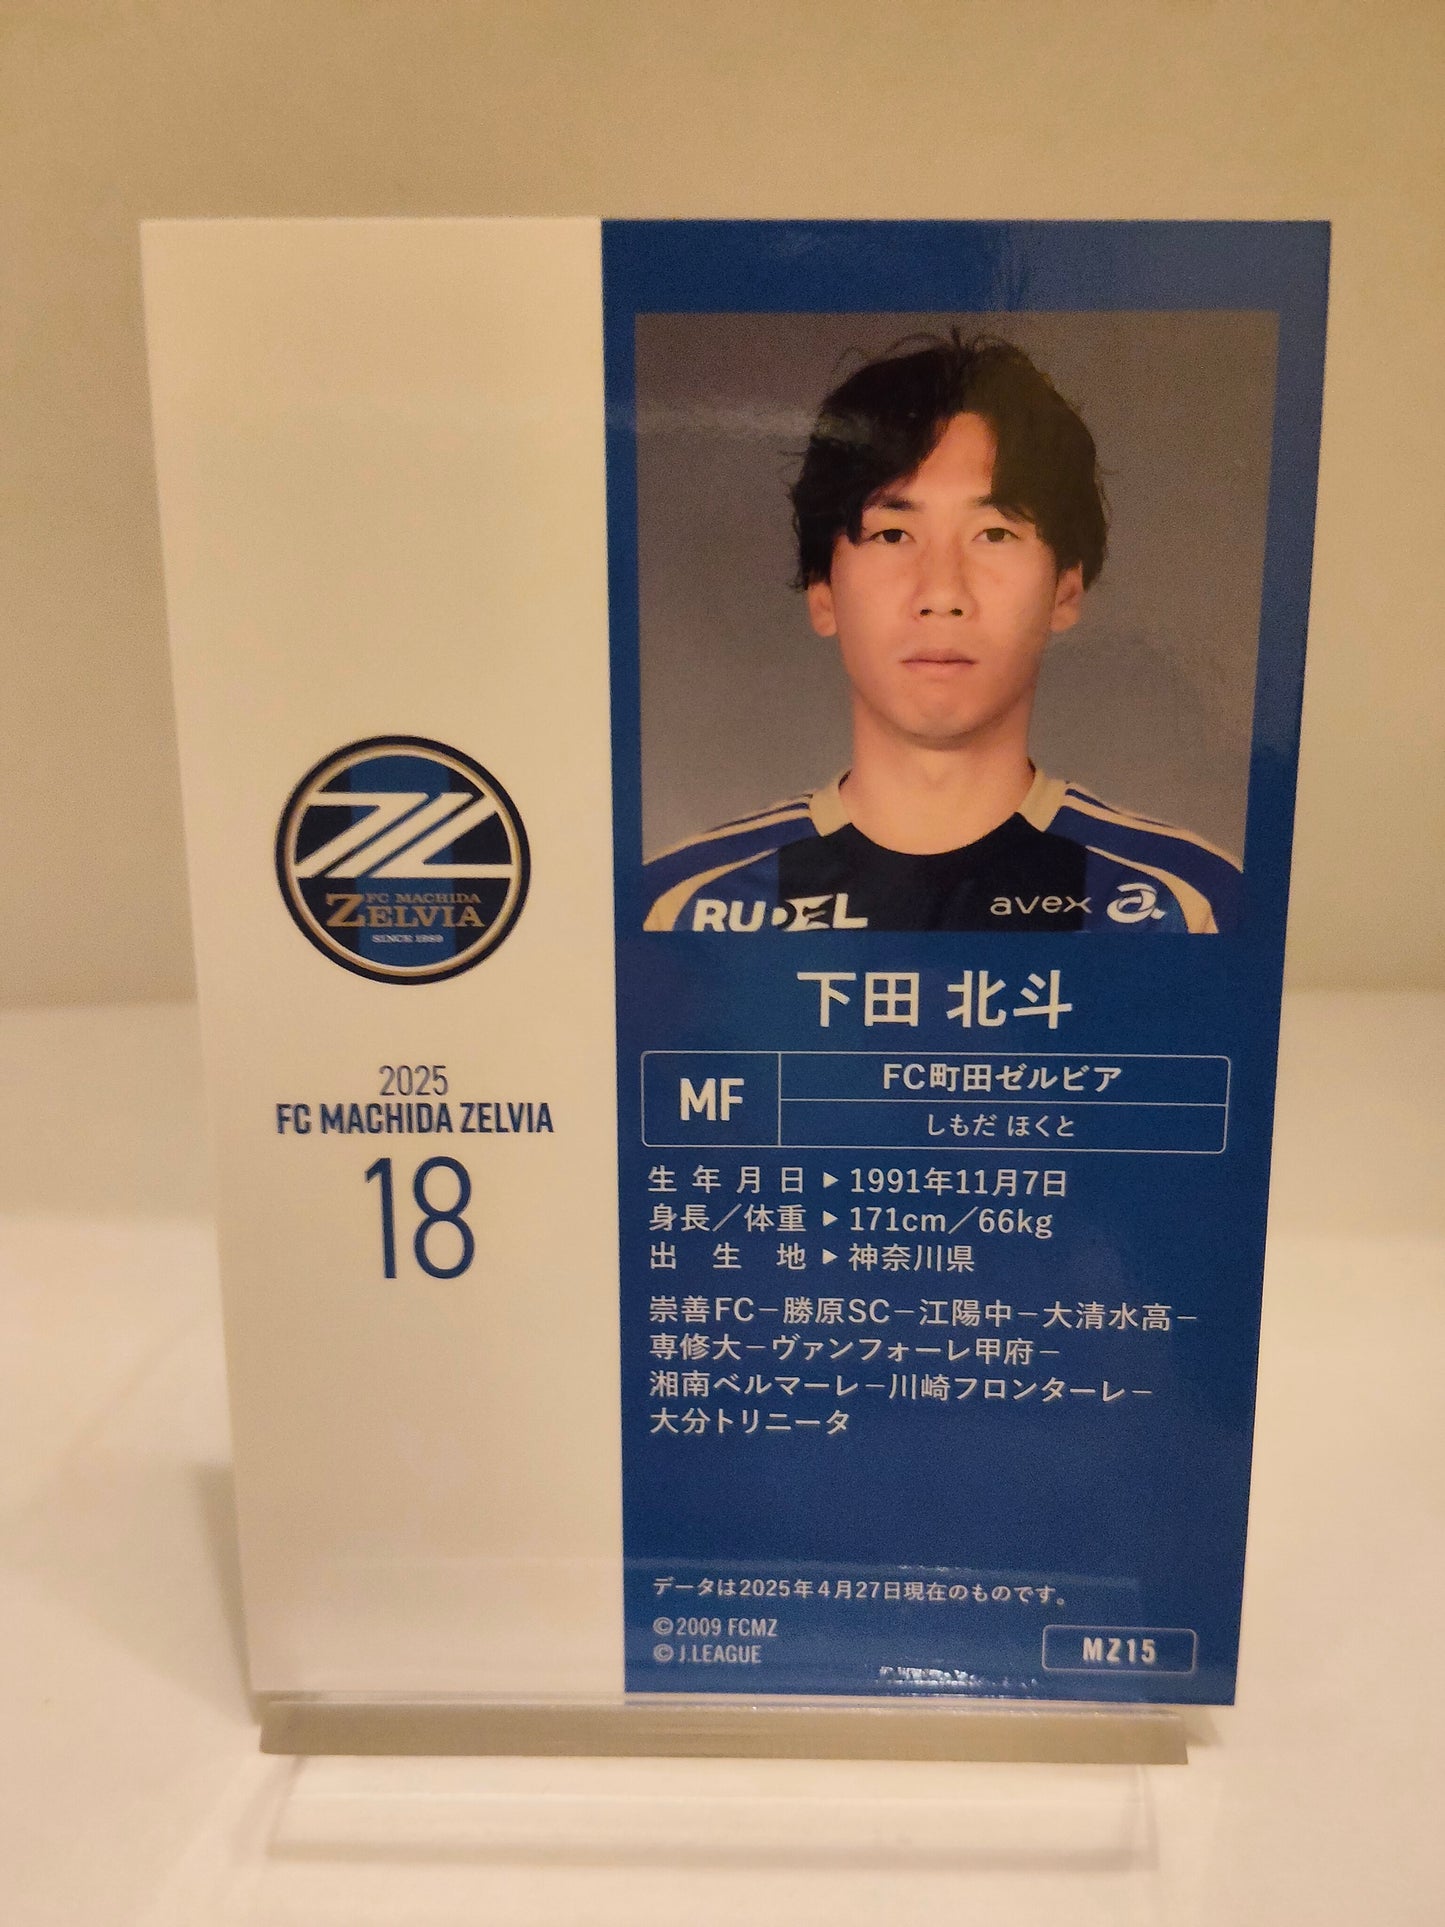 FC MACHIDA
ZELVIA
SINCE 1989
2025
FC MACHIDA ZELVIA
18
RUDEL
avex
下田 北斗
MF
FC町田ゼルビア
しもだ ほくと
生年月日▶1991年11月7日
身長／体重▶171cm／66kg
出生地▶神奈川県
崇善FC－勝原SC－江陽中－大清水高－
専修大－ヴァンフォーレ甲府－
湘南ベルマーレ－川崎フロンターレ－
大分トリニータ
データは2025年4月27日現在のものです。
©2009 FCMZ
© J.LEAGUE
MZ15